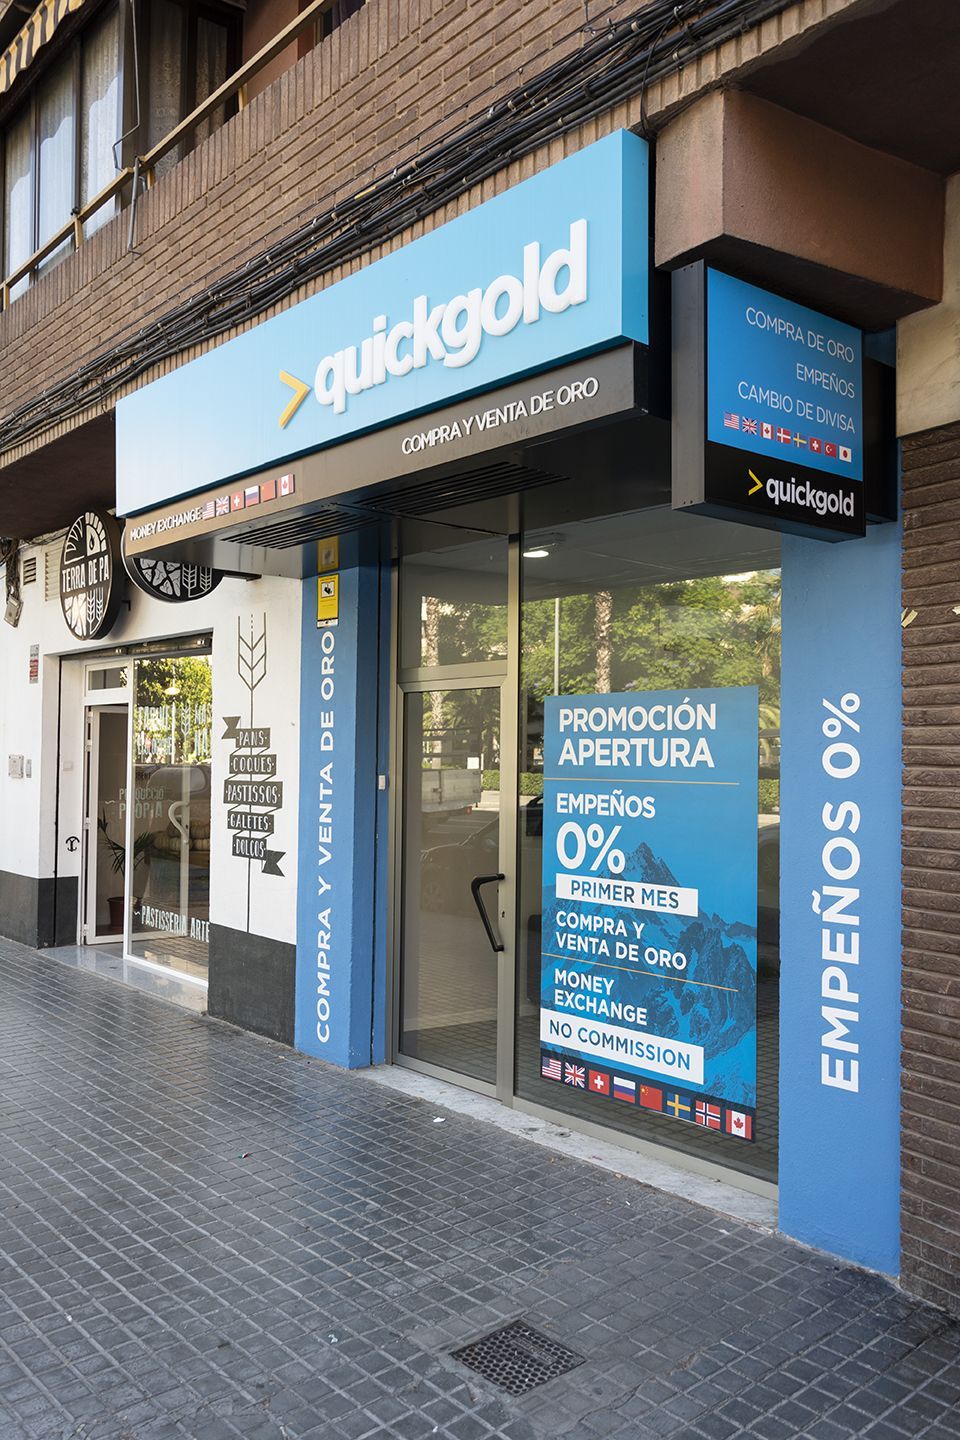 quickgold
COMPRA Y VENTA DE ORO
MONEY EXCHANGE
COMPRA DE ORO
EMPEÑOS
CAMBIO DE DIVISA
quickgold
TERRA DE PA
PANS·
·COQUES·
·PASTISSOS·
·GALETES·
·DOLÇOS·
PRODUCCIÓ
PRÒPIA
~PASTISSERIA ARTE
COMPRA Y VENTA DE ORO
PROMOCIÓN
APERTURA
EMPEÑOS
0%
PRIMER MES
COMPRA Y
VENTA DE ORO
MONEY
EXCHANGE
NO COMMISSION
EMPEÑOS 0%